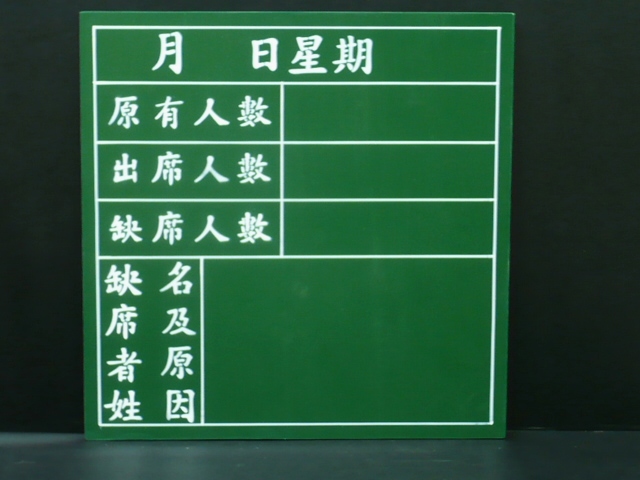 月 日星期
原有人數
出席人數
缺席人數
缺席者姓
名及原因